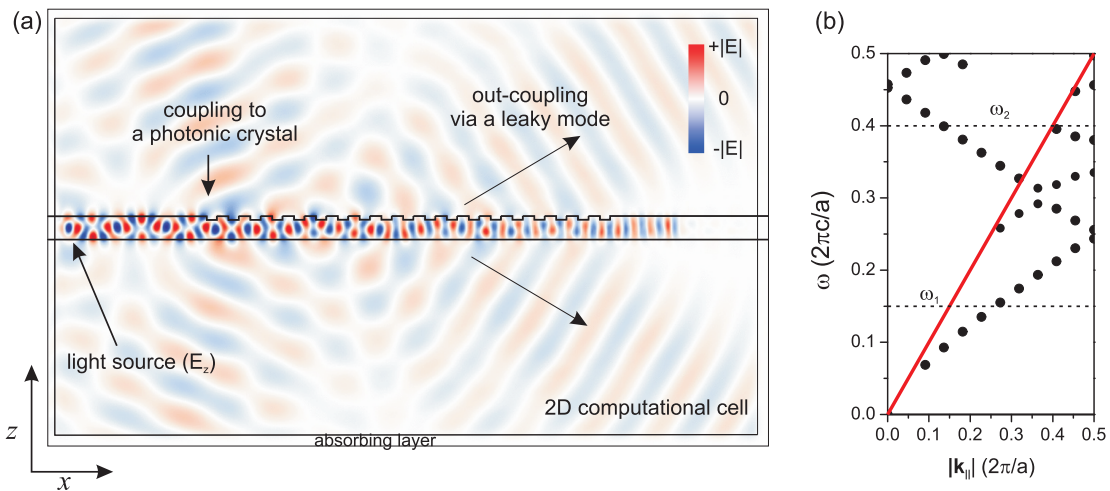 (a)
+|E|
0
-|E|
coupling to
a photonic crystal
out-coupling
via a leaky mode
light source (E_z)
2D computational cell
absorbing layer
z
x
(b)
ω (2πc/a)
0.5
0.4
0.3
0.2
0.1
0.0
ω₂
ω₁
0.0 0.1 0.2 0.3 0.4 0.5
|k_||| (2π/a)